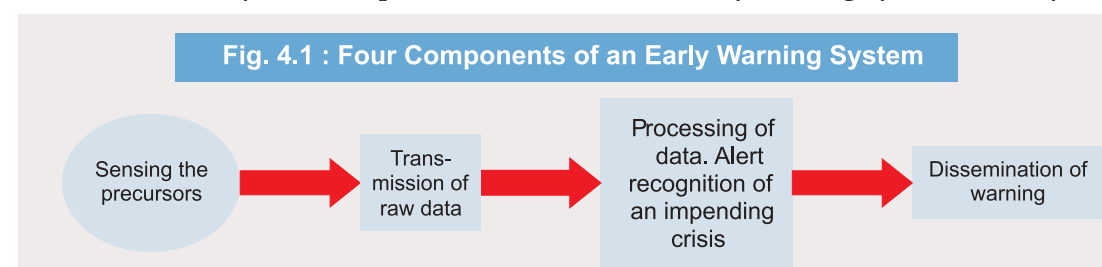 Fig. 4.1 : Four Components of an Early Warning System
Sensing the
precursors
Trans-
mission of
raw data
Processing of
data. Alert
recognition of
an impending
crisis
Dissemination of
warning